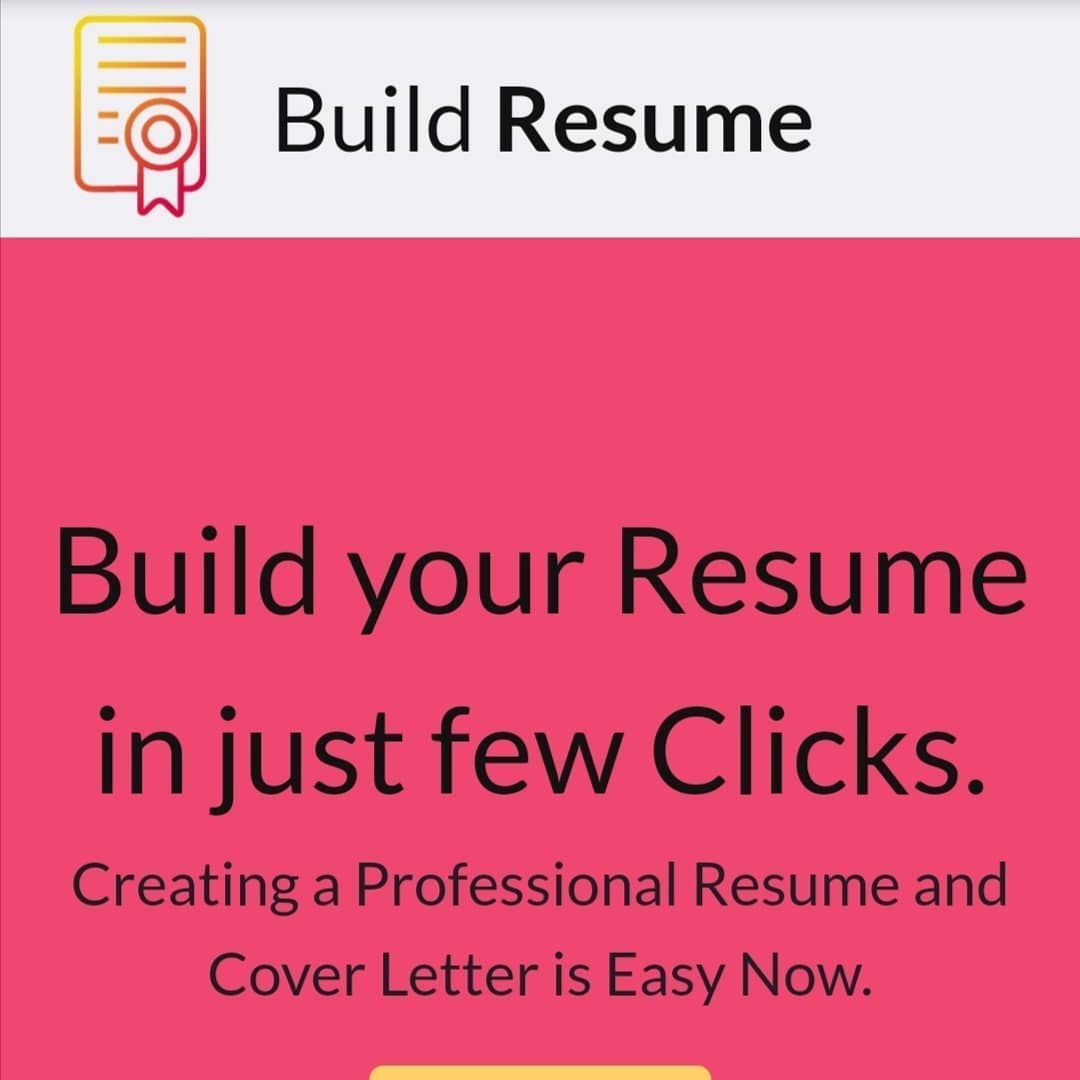 Build Resume
Build your Resume
in just few Clicks.
Creating a Professional Resume and
Cover Letter is Easy Now.